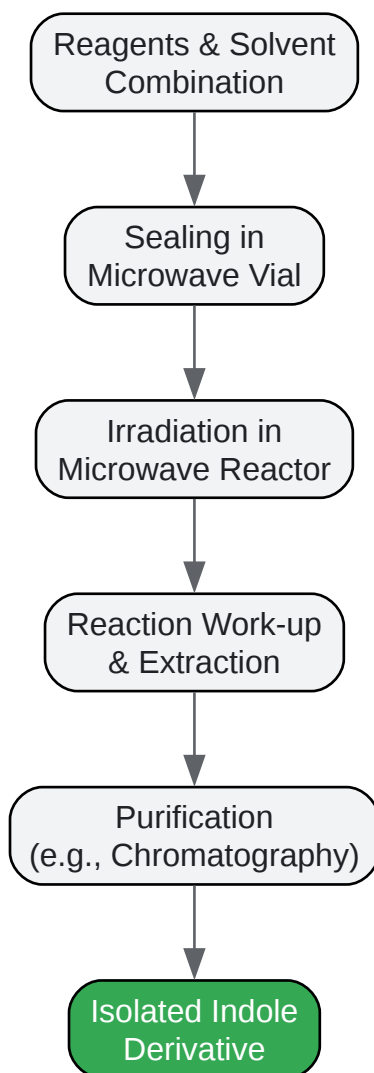 Reagents & Solvent
Combination
Sealing in
Microwave Vial
Irradiation in
Microwave Reactor
Reaction Work-up
& Extraction
Purification
(e.g., Chromatography)
Isolated Indole
Derivative